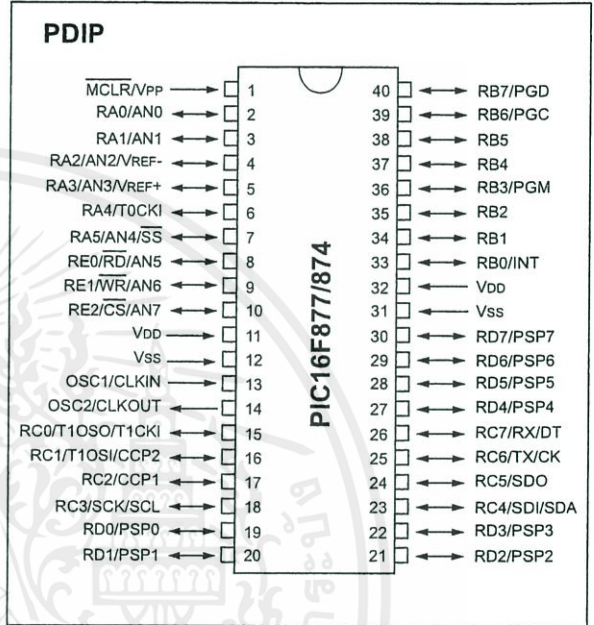 PDIP
MCLR/VPP 1
RA0/AN0 2
RA1/AN1 3
RA2/AN2/VREF- 4
RA3/AN3/VREF+ 5
RA4/T0CKI 6
RA5/AN4/SS 7
RE0/RD/AN5 8
RE1/WR/AN6 9
RE2/CS/AN7 10
VDD 11
VSS 12
OSC1/CLKIN 13
OSC2/CLKOUT 14
RC0/T1OSO/T1CKI 15
RC1/T1OSI/CCP2 16
RC2/CCP1 17
RC3/SCK/SCL 18
RD0/PSP0 19
RD1/PSP1 20
PIC16F877/874
40 RB7/PGD
39 RB6/PGC
38 RB5
37 RB4
36 RB3/PGM
35 RB2
34 RB1
33 RB0/INT
32 VDD
31 VSS
30 RD7/PSP7
29 RD6/PSP6
28 RD5/PSP5
27 RD4/PSP4
26 RC7/RX/DT
25 RC6/TX/CK
24 RC5/SDO
23 RC4/SDI/SDA
22 RD3/PSP3
21 RD2/PSP2